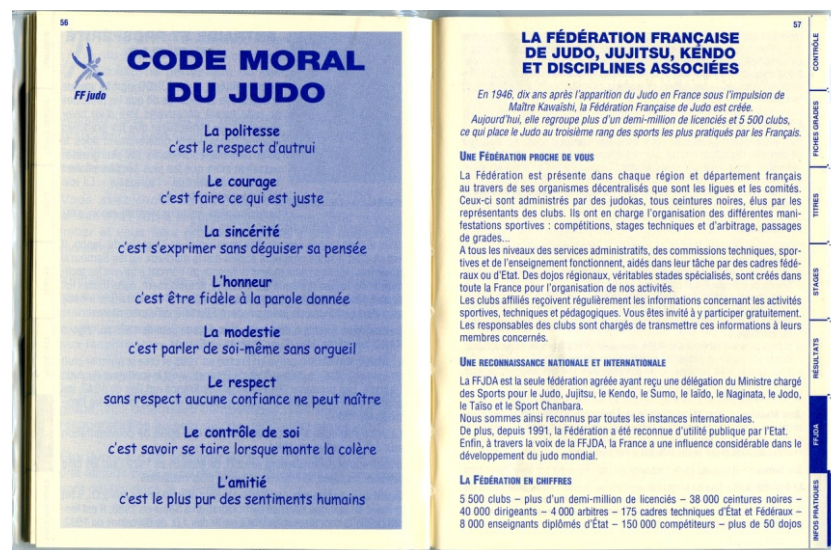 56
FFjudo
CODE MORAL
DU JUDO
La politesse
c'est le respect d'autrui
Le courage
c'est faire ce qui est juste
La sincérité
c'est s'exprimer sans déguiser sa pensée
L'honneur
c'est être fidèle à la parole donnée
La modestie
c'est parler de soi-même sans orgueil
Le respect
sans respect aucune confiance ne peut naître
Le contrôle de soi
c'est savoir se taire lorsque monte la colère
L'amitié
c'est le plus pur des sentiments humains
57
LA FÉDÉRATION FRANÇAISE
DE JUDO, JUJITSU, KENDO
ET DISCIPLINES ASSOCIÉES
En 1946, dix ans après l'apparition du Judo en France sous l'impulsion de
Maître Kawaïshi, la Fédération Française de Judo est créée.
Aujourd'hui, elle regroupe plus d'un demi-million de licenciés et 5 500 clubs,
ce qui place le Judo au troisième rang des sports les plus pratiqués par les Français.
UNE FÉDÉRATION PROCHE DE VOUS
La Fédération est présente dans chaque région et département français
au travers de ses organismes décentralisés que sont les ligues et les comités.
Ceux-ci sont administrés par des judokas, tous ceintures noires, élus par les
représentants des clubs. Ils ont en charge l'organisation des différentes mani-
festations sportives : compétitions, stages techniques et d'arbitrage, passages
de grades...
A tous les niveaux des services administratifs, des commissions techniques, spor-
tives et de l'enseignement fonctionnent, aidés dans leur tâche par des cadres fédé-
raux ou d'Etat. Des dojos régionaux, véritables stades spécialisés, sont créés dans
toute la France pour l'organisation de nos activités.
Les clubs affiliés reçoivent régulièrement les informations concernant les activités
sportives, techniques et pédagogiques. Vous êtes invité à y participer gratuitement.
Les responsables des clubs sont chargés de transmettre ces informations à leurs
membres concernés.
UNE RECONNAISSANCE NATIONALE ET INTERNATIONALE
La FFJDA est la seule fédération agréée ayant reçu une délégation du Ministre chargé
des Sports pour le Judo, Jujitsu, le Kendo, le Sumo, le Iaïdo, le Naginata, le Jodo,
le Taïso et le Sport Chanbara.
Nous sommes ainsi reconnus par toutes les instances internationales.
De plus, depuis 1991, la Fédération a été reconnue d'utilité publique par l'Etat.
Enfin, à travers la voix de la FFJDA, la France a une influence considérable dans le
développement du judo mondial.
LA FÉDÉRATION EN CHIFFRES
5 500 clubs – plus d'un demi-million de licenciés – 38 000 ceintures noires –
40 000 dirigeants – 4 000 arbitres – 175 cadres techniques d'État et Fédéraux –
8 000 enseignants diplômés d'État – 150 000 compétiteurs – plus de 50 dojos
CONTRÔLE
FICHES GRADES
TITRES
STAGES
RÉSULTATS
FFJDA
INFOS PRATIQUES